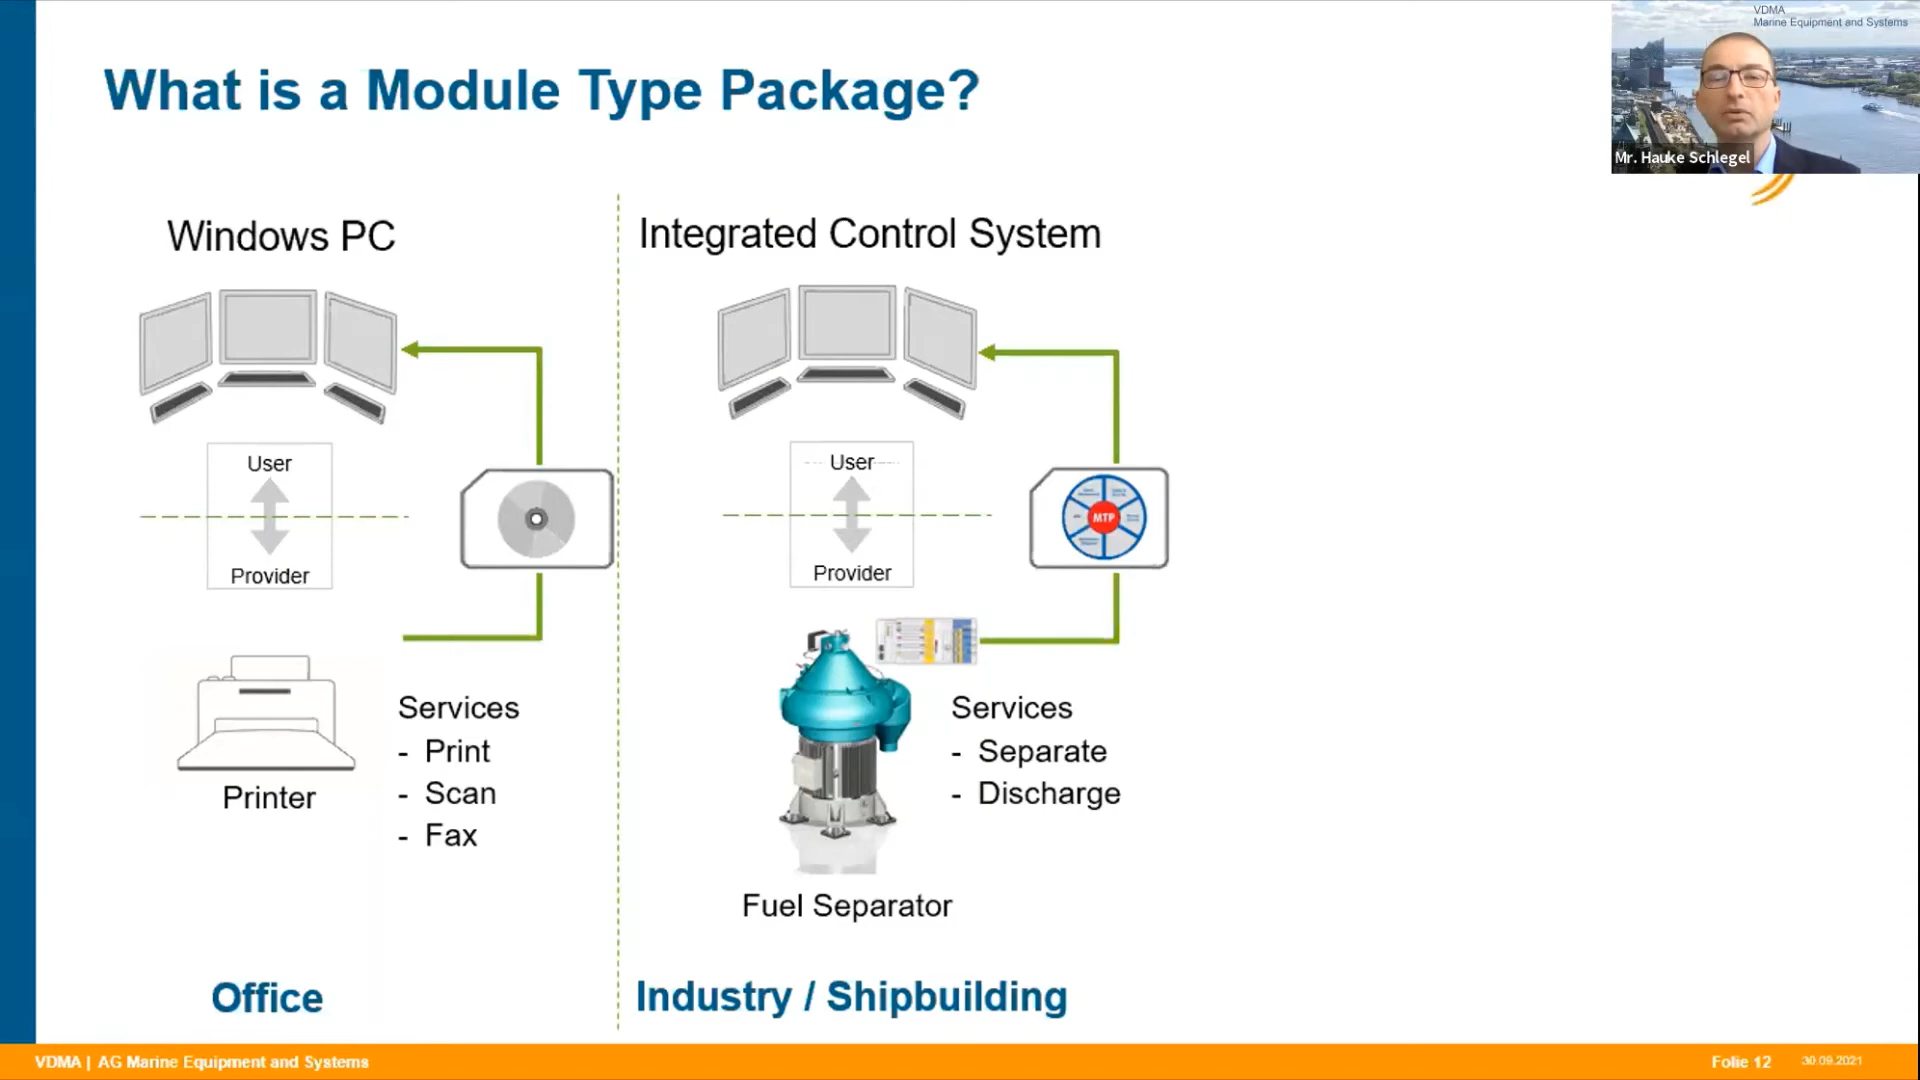 VDMA
Marine Equipment and Systems
What is a Module Type Package?
Mr. Hauke Schlegel
Windows PC
User
Provider
Printer
Services
- Print
- Scan
- Fax
Office
Integrated Control System
User
Provider
MTP
Services
- Separate
- Discharge
Fuel Separator
Industry / Shipbuilding
VDMA | AG Marine Equipment and Systems
Folie 12
30.09.2021